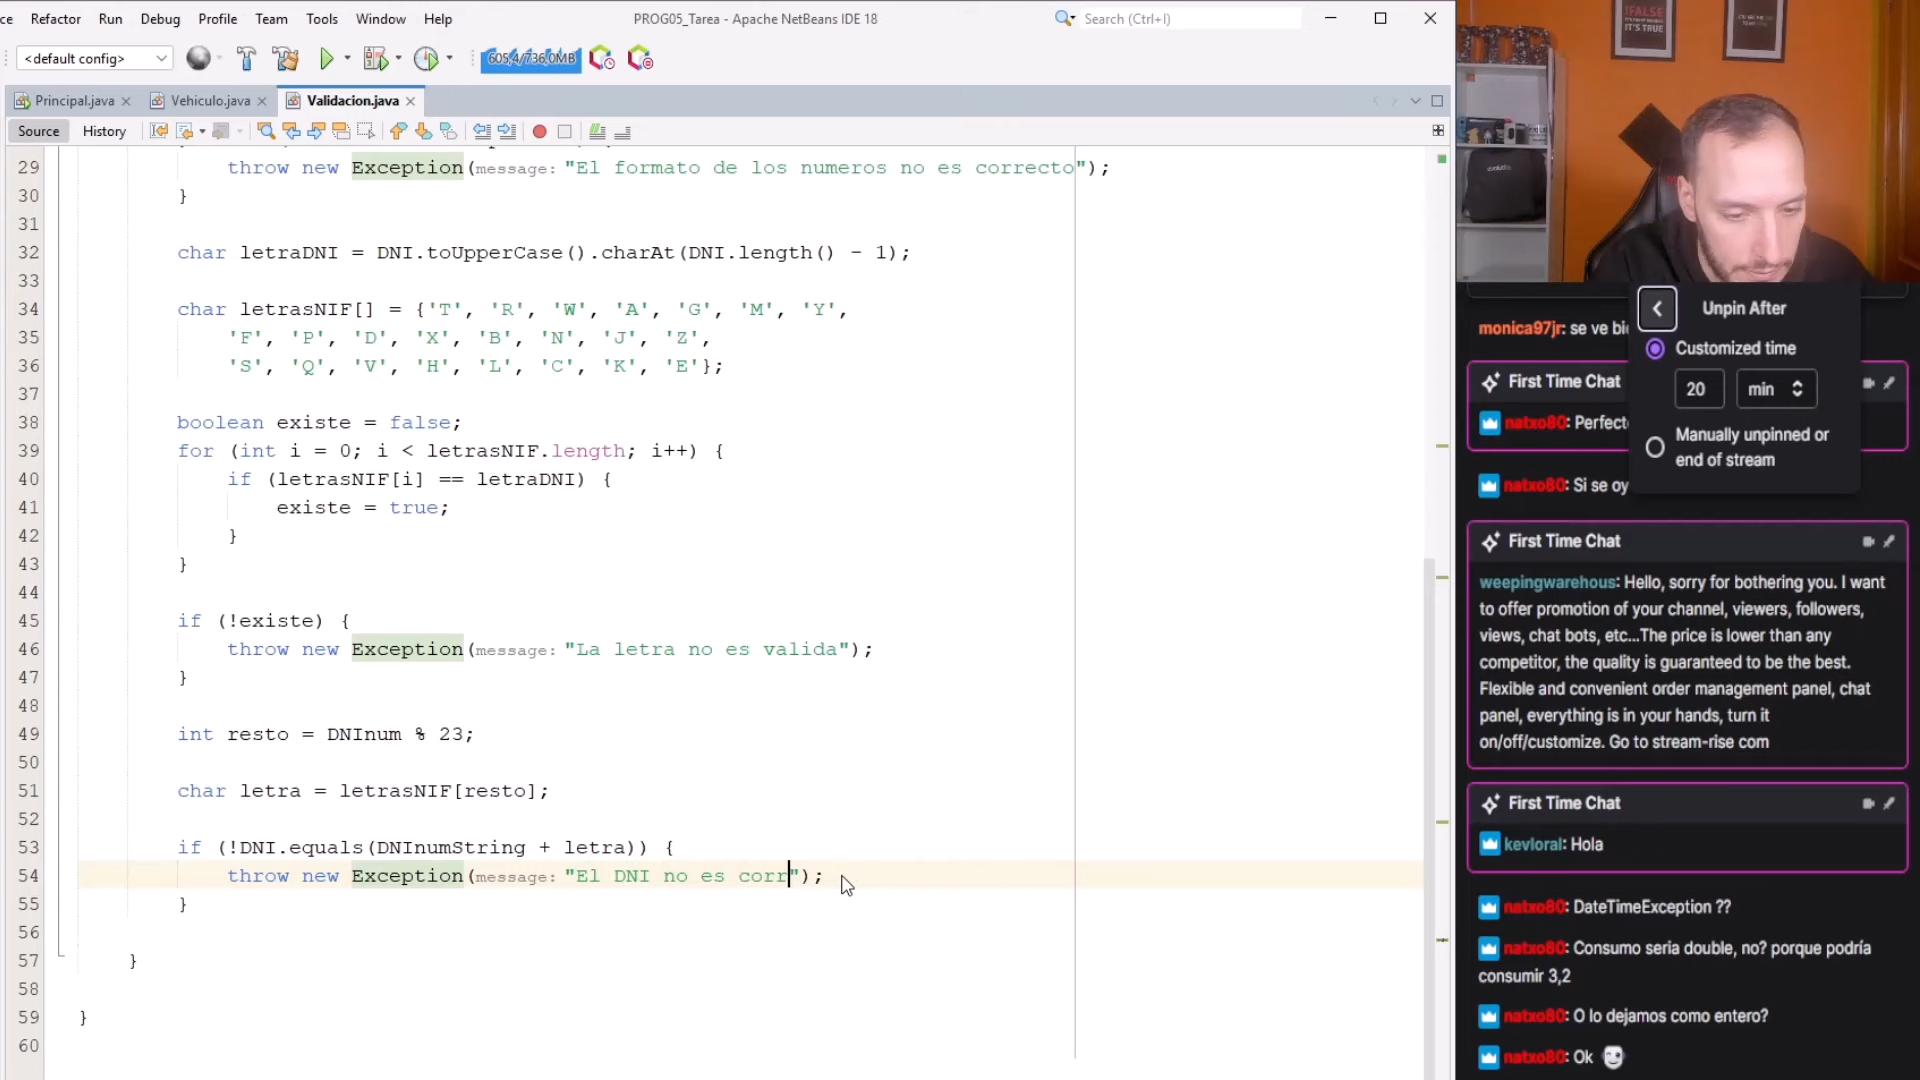 ce Refactor Run Debug Profile Team Tools Window Help
PROG05_Tarea - Apache NetBeans IDE 18
Search (Ctrl+I)
<default config>
605,4/736,0MB
Principal.java Vehiculo.java Validacion.java
Source History
29 throw new Exception(message: "El formato de los numeros no es correcto");
30 }
31
32 char letraDNI = DNI.toUpperCase().charAt(DNI.length() - 1);
33
34 char letrasNIF[] = {'T', 'R', 'W', 'A', 'G', 'M', 'Y',
35 'F', 'P', 'D', 'X', 'B', 'N', 'J', 'Z',
36 'S', 'Q', 'V', 'H', 'L', 'C', 'K', 'E'};
37
38 boolean existe = false;
39 for (int i = 0; i < letrasNIF.length; i++) {
40 if (letrasNIF[i] == letraDNI) {
41 existe = true;
42 }
43 }
44
45 if (!existe) {
46 throw new Exception(message: "La letra no es valida");
47 }
48
49 int resto = DNInum % 23;
50
51 char letra = letrasNIF[resto];
52
53 if (!DNI.equals(DNInumString + letra)) {
54 throw new Exception(message: "El DNI no es corr");
55 }
56
57 }
58
59 }
60
!FALSE
IT'S TRUE
monica97jr: se ve bi
Unpin After
Customized time
20 min
Manually unpinned or
end of stream
First Time Chat
natxo80: Perfect
natxo80: Si se oy
First Time Chat
weepingwarehous: Hello, sorry for bothering you. I want
to offer promotion of your channel, viewers, followers,
views, chat bots, etc...The price is lower than any
competitor, the quality is guaranteed to be the best.
Flexible and convenient order management panel, chat
panel, everything is in your hands, turn it
on/off/customize. Go to stream-rise com
First Time Chat
kevloral: Hola
natxo80: DateTimeException ??
natxo80: Consumo seria double, no? porque podría
consumir 3,2
natxo80: O lo dejamos como entero?
natxo80: Ok